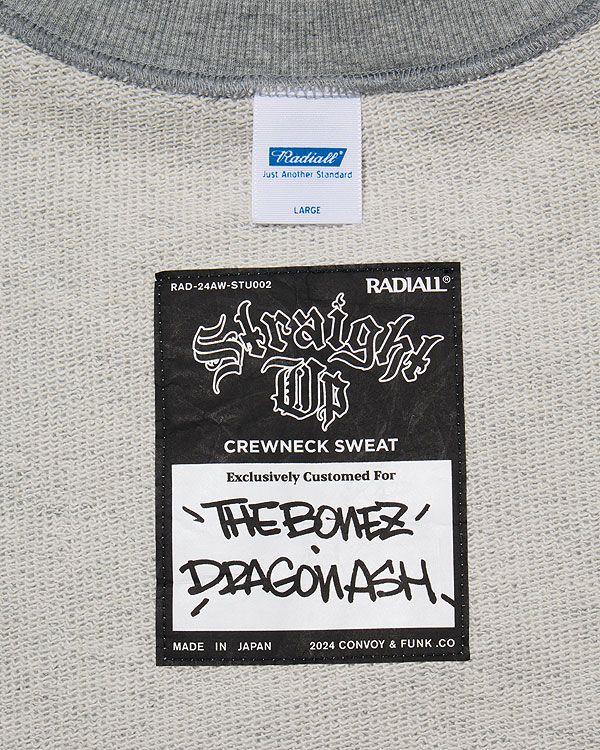 Radiall®
Just Another Standard
LARGE
RAD-24AW-STU002
RADIALL®
Straight
Up
CREWNECK SWEAT
Exclusively Customed For
THE BONEZ
DRAGON ASH
MADE IN JAPAN
2024 CONVOY & FUNK .CO